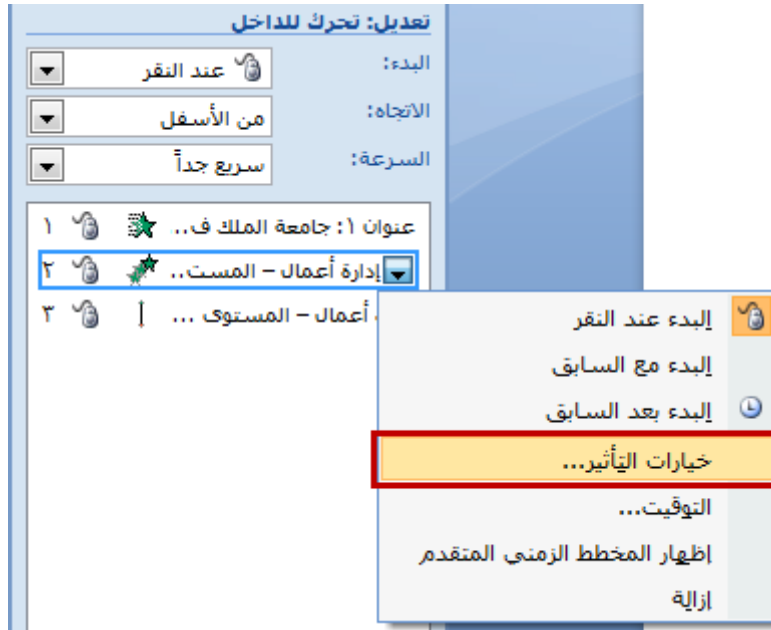 تعديل: تحرك للداخل
البدء:
عند النقر
الاتجاه:
من الأسفل
السرعة:
سريع جداً
عنوان ١: جامعة الملك ف... ١
إدارة أعمال – المست... ٢
أعمال – المستوى ... ٣
البدء عند النقر
البدء مع السابق
البدء بعد السابق
خيارات التأثير...
التوقيت...
إظهار المخطط الزمني المتقدم
إزالة